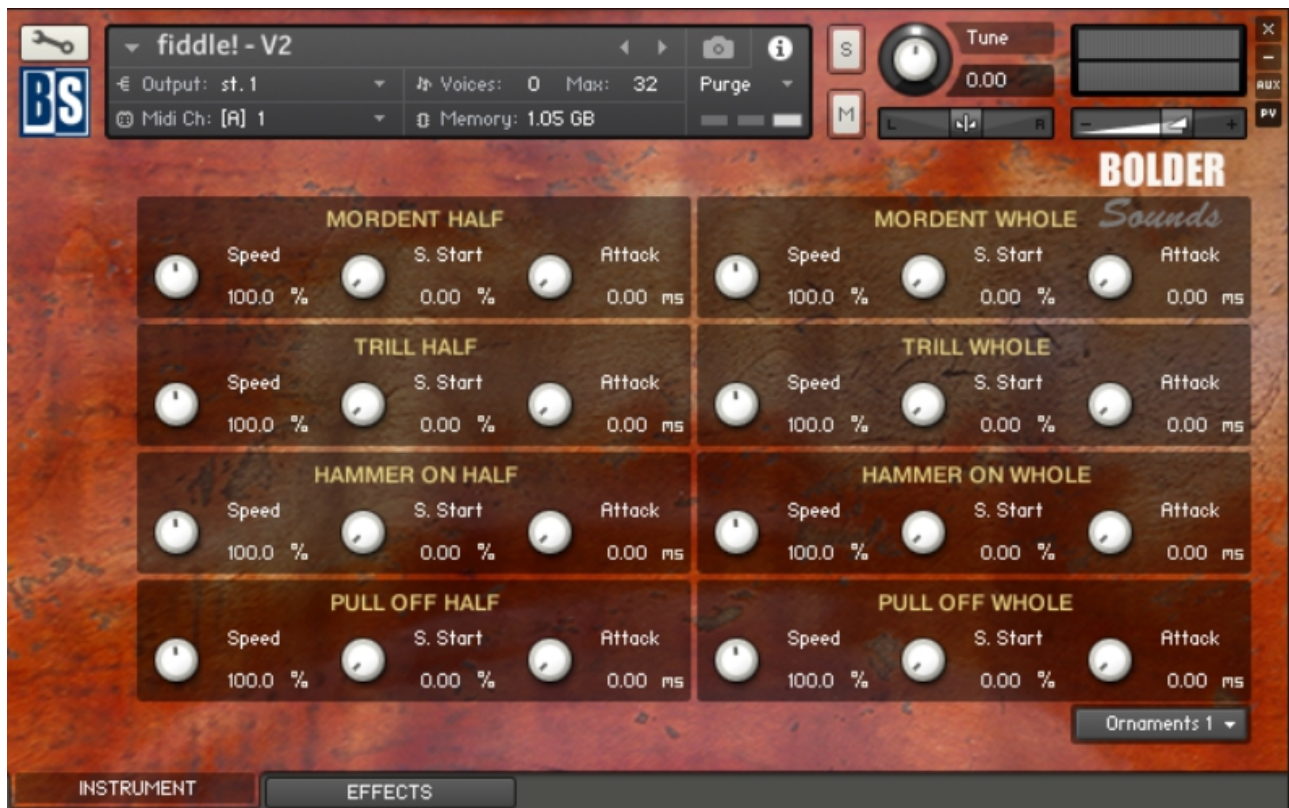 fiddle! - V2
Output: st. 1
Voices: 0 Max: 32
Purge
Midi Ch: [A] 1
Memory: 1.05 GB
S
M
Tune
0.00
L R
- +
×
-
AUX
PV
BS
BOLDER
Sounds
MORDENT HALF
Speed S. Start Attack
100.0 % 0.00 % 0.00 ms
MORDENT WHOLE
Speed S. Start Attack
100.0 % 0.00 % 0.00 ms
TRILL HALF
Speed S. Start Attack
100.0 % 0.00 % 0.00 ms
TRILL WHOLE
Speed S. Start Attack
100.0 % 0.00 % 0.00 ms
HAMMER ON HALF
Speed S. Start Attack
100.0 % 0.00 % 0.00 ms
HAMMER ON WHOLE
Speed S. Start Attack
100.0 % 0.00 % 0.00 ms
PULL OFF HALF
Speed S. Start Attack
100.0 % 0.00 % 0.00 ms
PULL OFF WHOLE
Speed S. Start Attack
100.0 % 0.00 % 0.00 ms
Ornaments 1
INSTRUMENT
EFFECTS